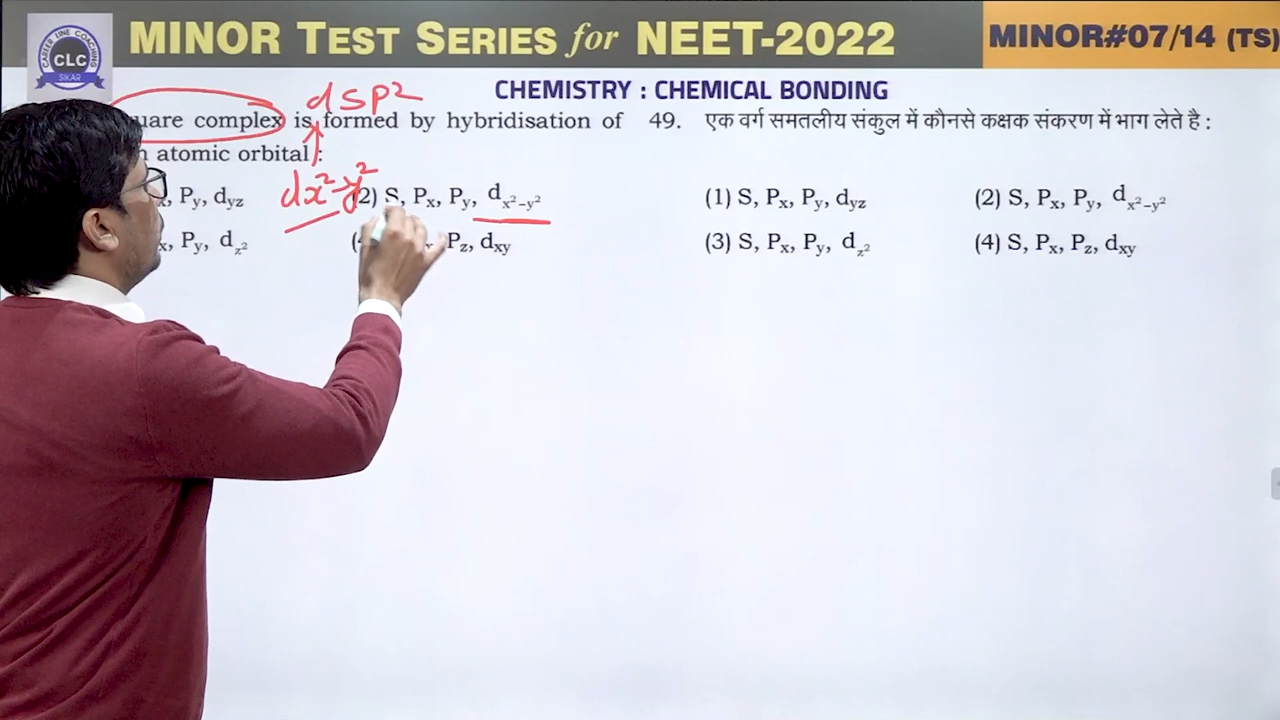 CAREER LINE COACHING
CLC
SIKAR
MINOR TEST SERIES for NEET-2022
MINOR#07/14 (TS)
CHEMISTRY : CHEMICAL BONDING
dsp²
complex is formed by hybridisation of
atomic orbital :
dx²-y²
, Py, dyz
(2) S, Px, Py, dx²–y²
, Py, dz²
Pz, dxy
49. एक वर्ग समतलीय संकुल में कौनसे कक्षक संकरण में भाग लेते है :
(1) S, Px, Py, dyz
(2) S, Px, Py, dx²–y²
(3) S, Px, Py, dz²
(4) S, Px, Pz, dxy